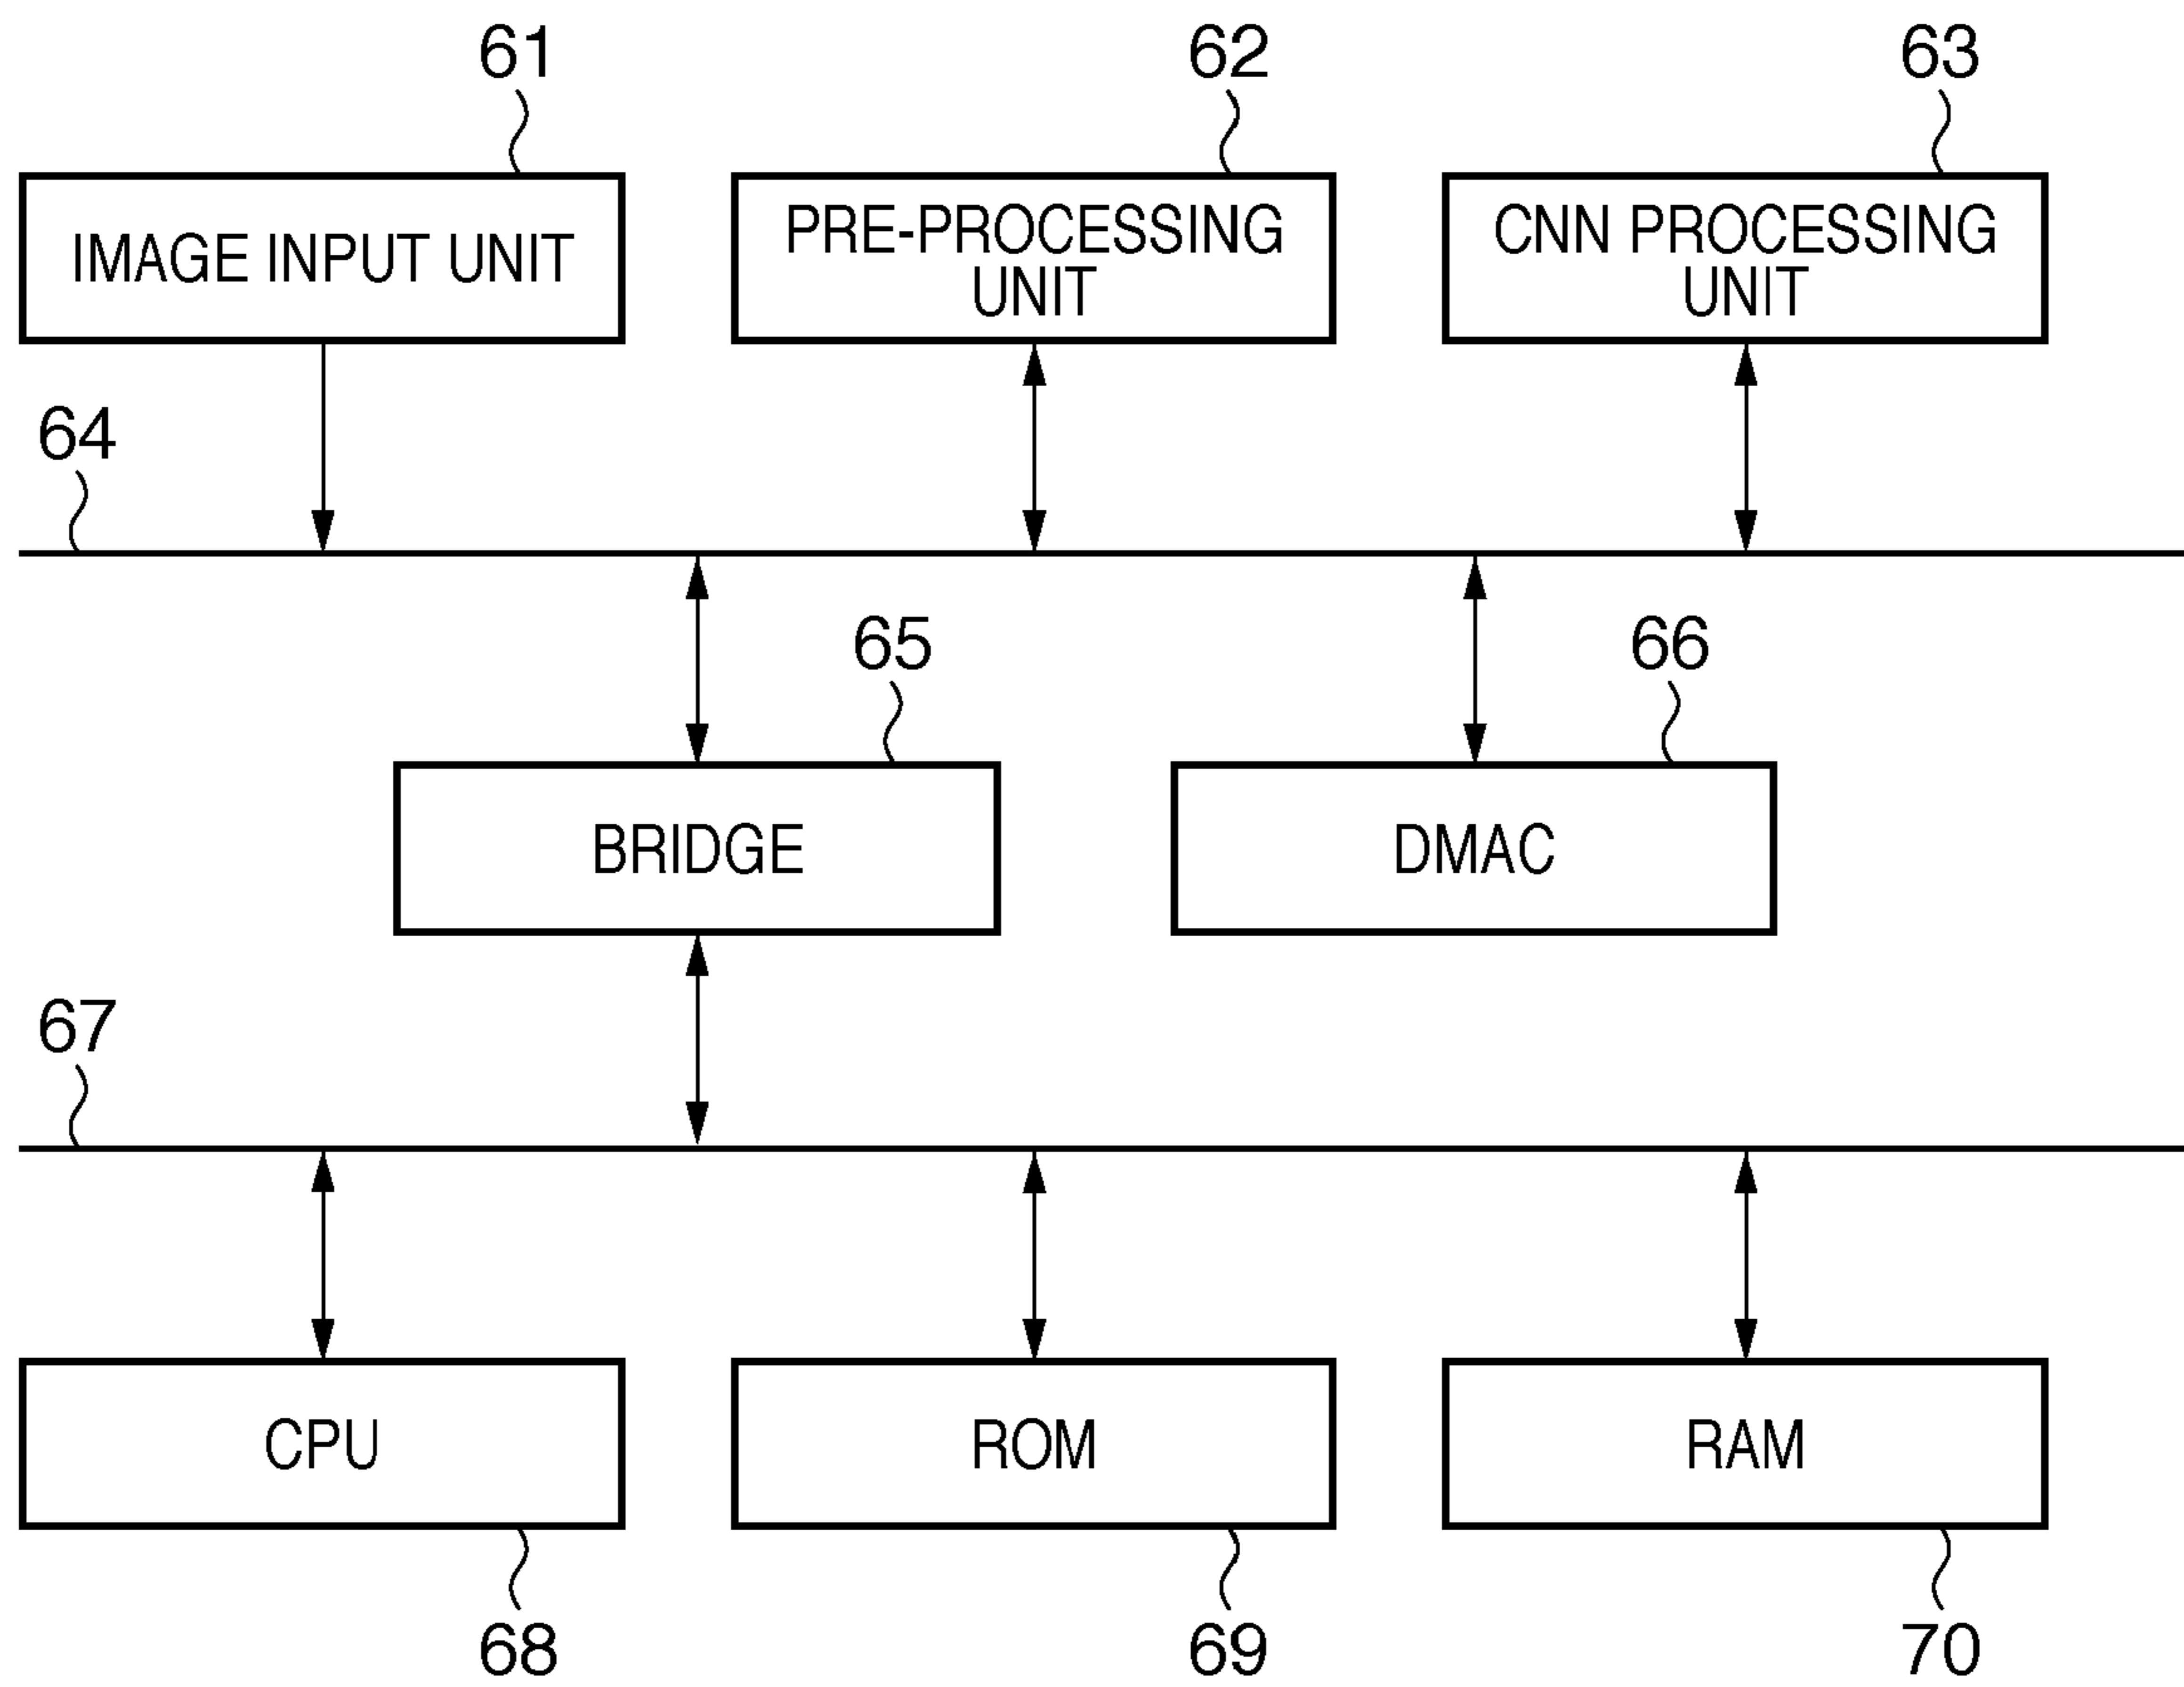 61
62
63
IMAGE INPUT UNIT
PRE-PROCESSING
UNIT
CNN PROCESSING
UNIT
64
65
66
BRIDGE
DMAC
67
CPU
ROM
RAM
68
69
70